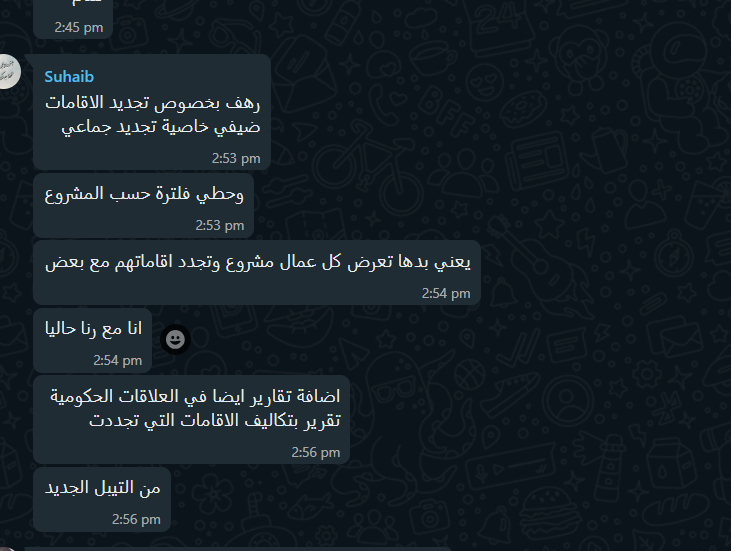 2:45 pm
Suhaib
رهف بخصوص تجديد الاقامات
ضيفي خاصية تجديد جماعي
2:53 pm
وحطي فلترة حسب المشروع
2:53 pm
يعني بدها تعرض كل عمال مشروع وتجدد اقاماتهم مع بعض
2:54 pm
انا مع رنا حاليا
2:54 pm
اضافة تقارير ايضا في العلاقات الحكومية
تقرير بتكاليف الاقامات التي تجددت
2:56 pm
من التيبل الجديد
2:56 pm